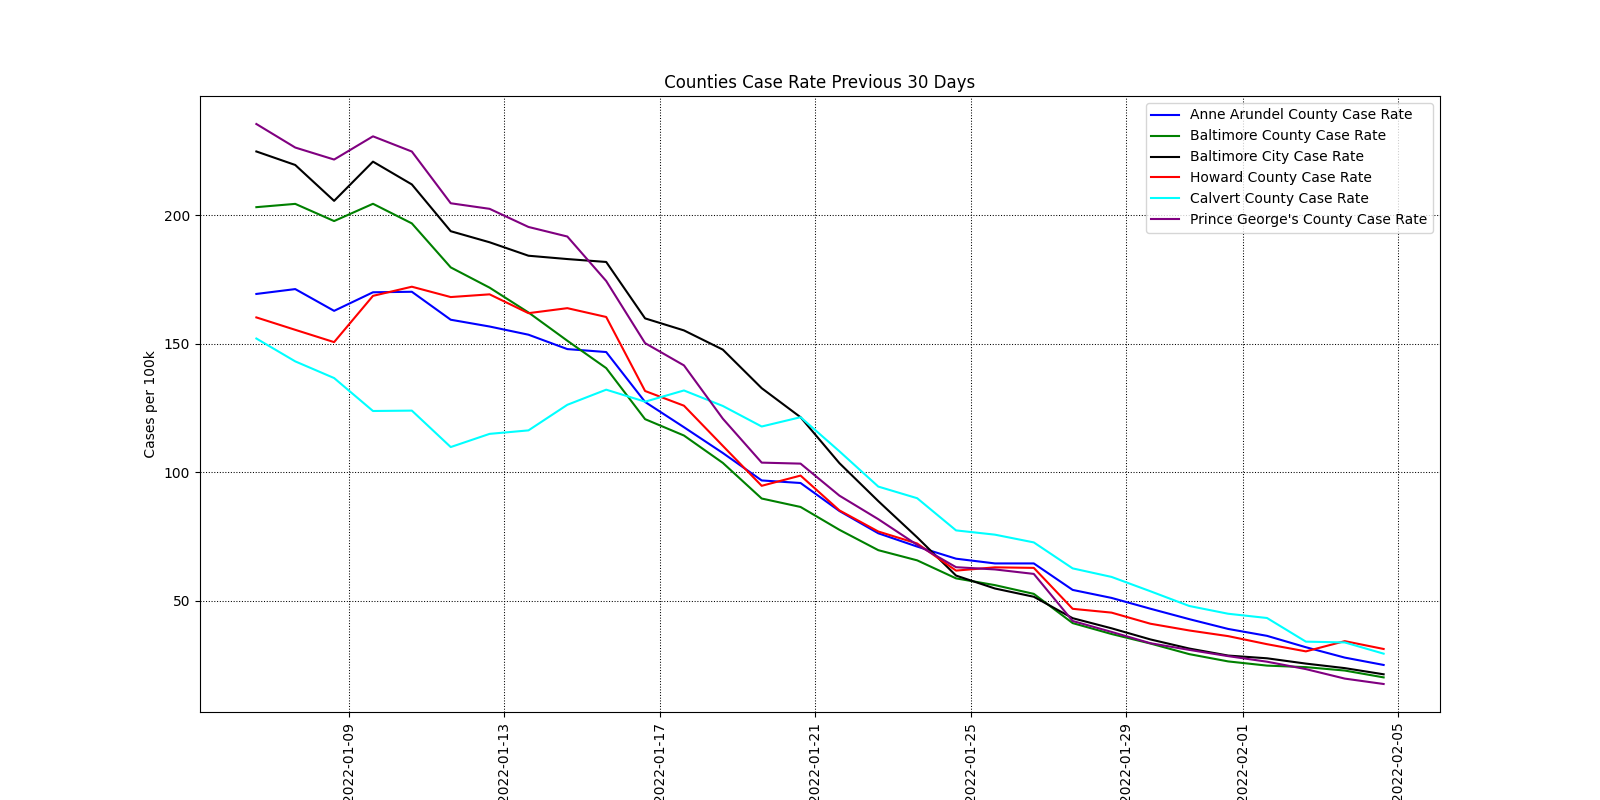 Counties Case Rate Previous 30 Days
Anne Arundel County Case Rate
Baltimore County Case Rate
Baltimore City Case Rate
Howard County Case Rate
Calvert County Case Rate
Prince George's County Case Rate
Cases per 100k
200
150
100
50
2022-01-09
2022-01-13
2022-01-17
2022-01-21
2022-01-25
2022-01-29
2022-02-01
2022-02-05